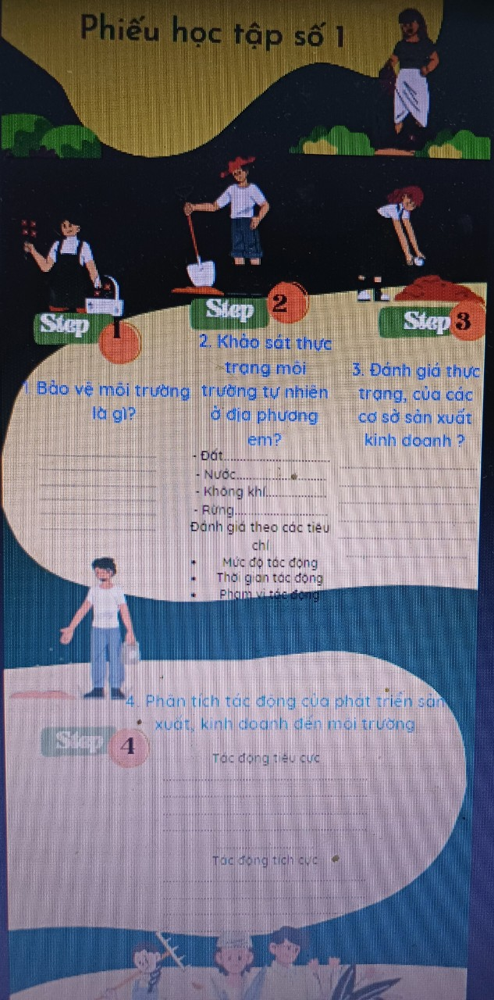 Phiếu học tập số 1
Step 1
1. Bảo vệ môi trường
là gì?
Step 2
2. Khảo sát thực
trạng môi
trường tự nhiên
ở địa phương
em?
- Đất
- Nước
- Không khí
- Rừng
Đánh giá theo các tiêu
chí
• Mức độ tác động
• Thời gian tác động
• Phạm vi tác động
Step 3
3. Đánh giá thực
trạng, của các
cơ sở sản xuất
kinh doanh ?
Step 4
4. Phân tích tác động của phát triển sản
xuất, kinh doanh đến môi trường
Tác động tiêu cực
Tác động tích cực